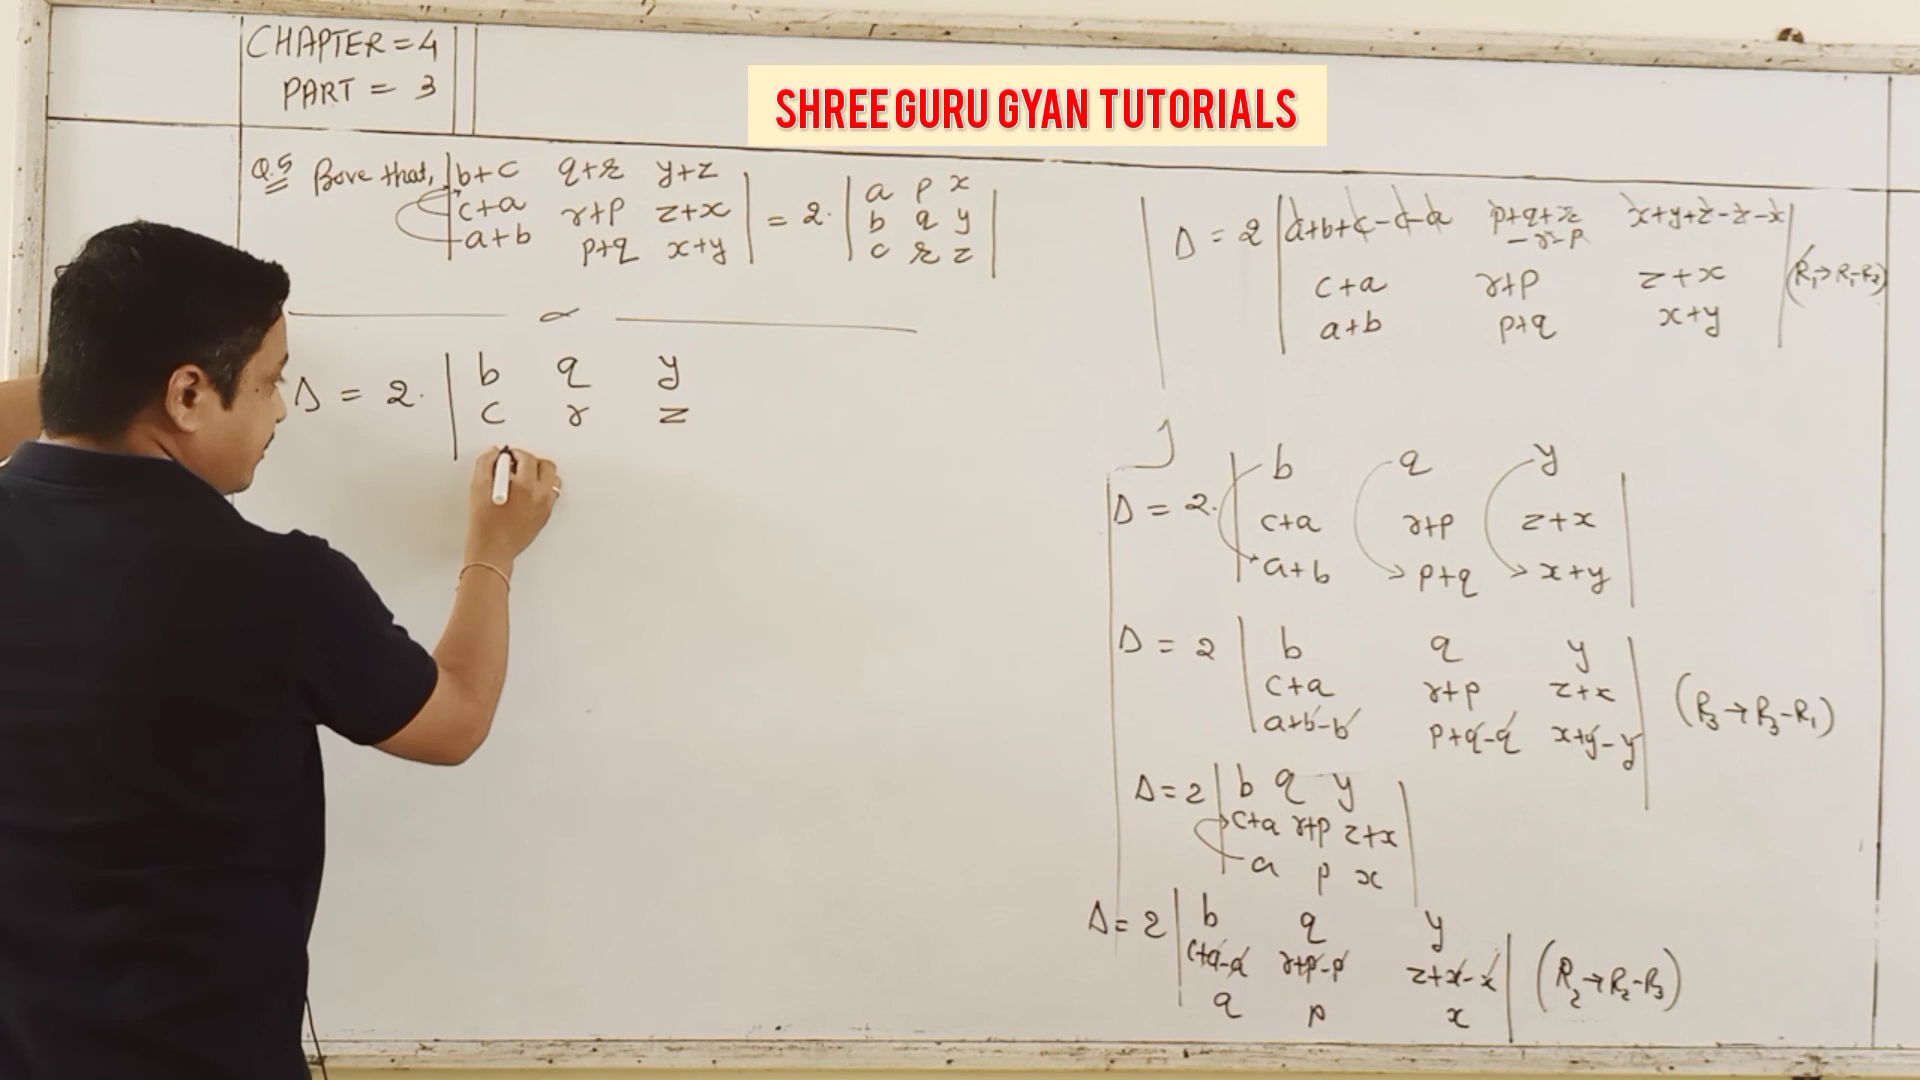 CHAPTER = 4
PART = 3
SHREE GURU GYAN TUTORIALS
Q.5 Prove that, |b+c q+r y+z|
|c+a r+p z+x| = 2. |a p x|
|a+b p+q x+y| |b q y|
|c r z|
Δ = 2. |b q y
|c r z
Δ = 2 |a+b+c-c-a p+q+r-r-p x+y+z-z-x|
c+a r+p z+x (R₁→R₁-R₂)
a+b p+q x+y
Δ = 2. |b q y|
c+a r+p z+x
a+b p+q x+y
Δ = 2 |b q y|
c+a r+p z+x (R₃→R₃-R₁)
a+b-b p+q-q x+y-y
Δ = 2 |b q y|
c+a r+p z+x
a p x
Δ = 2 |b q y|
c+a-a r+p-p z+x-x (R₂→R₂-R₃)
q p x